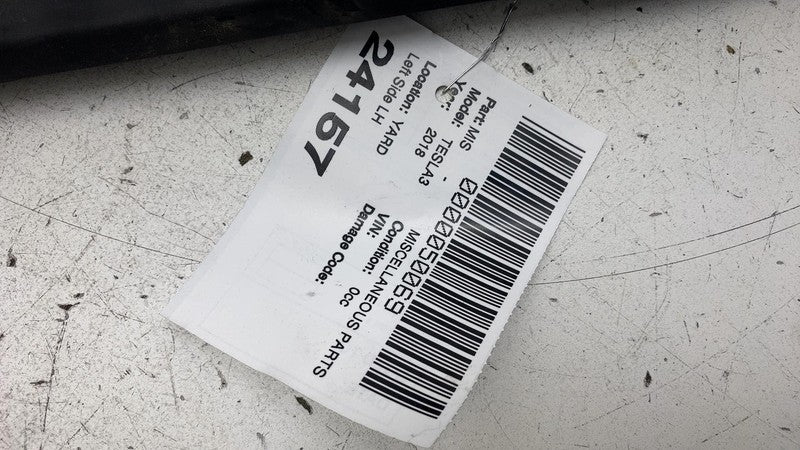 0000050069
Part: MIS MISCELLANEOUS PARTS
Model: TESLA3
Year: 2018 Condition: 0cc
VIN:
Location: YARD Damage Code:
Left Side LH
24157